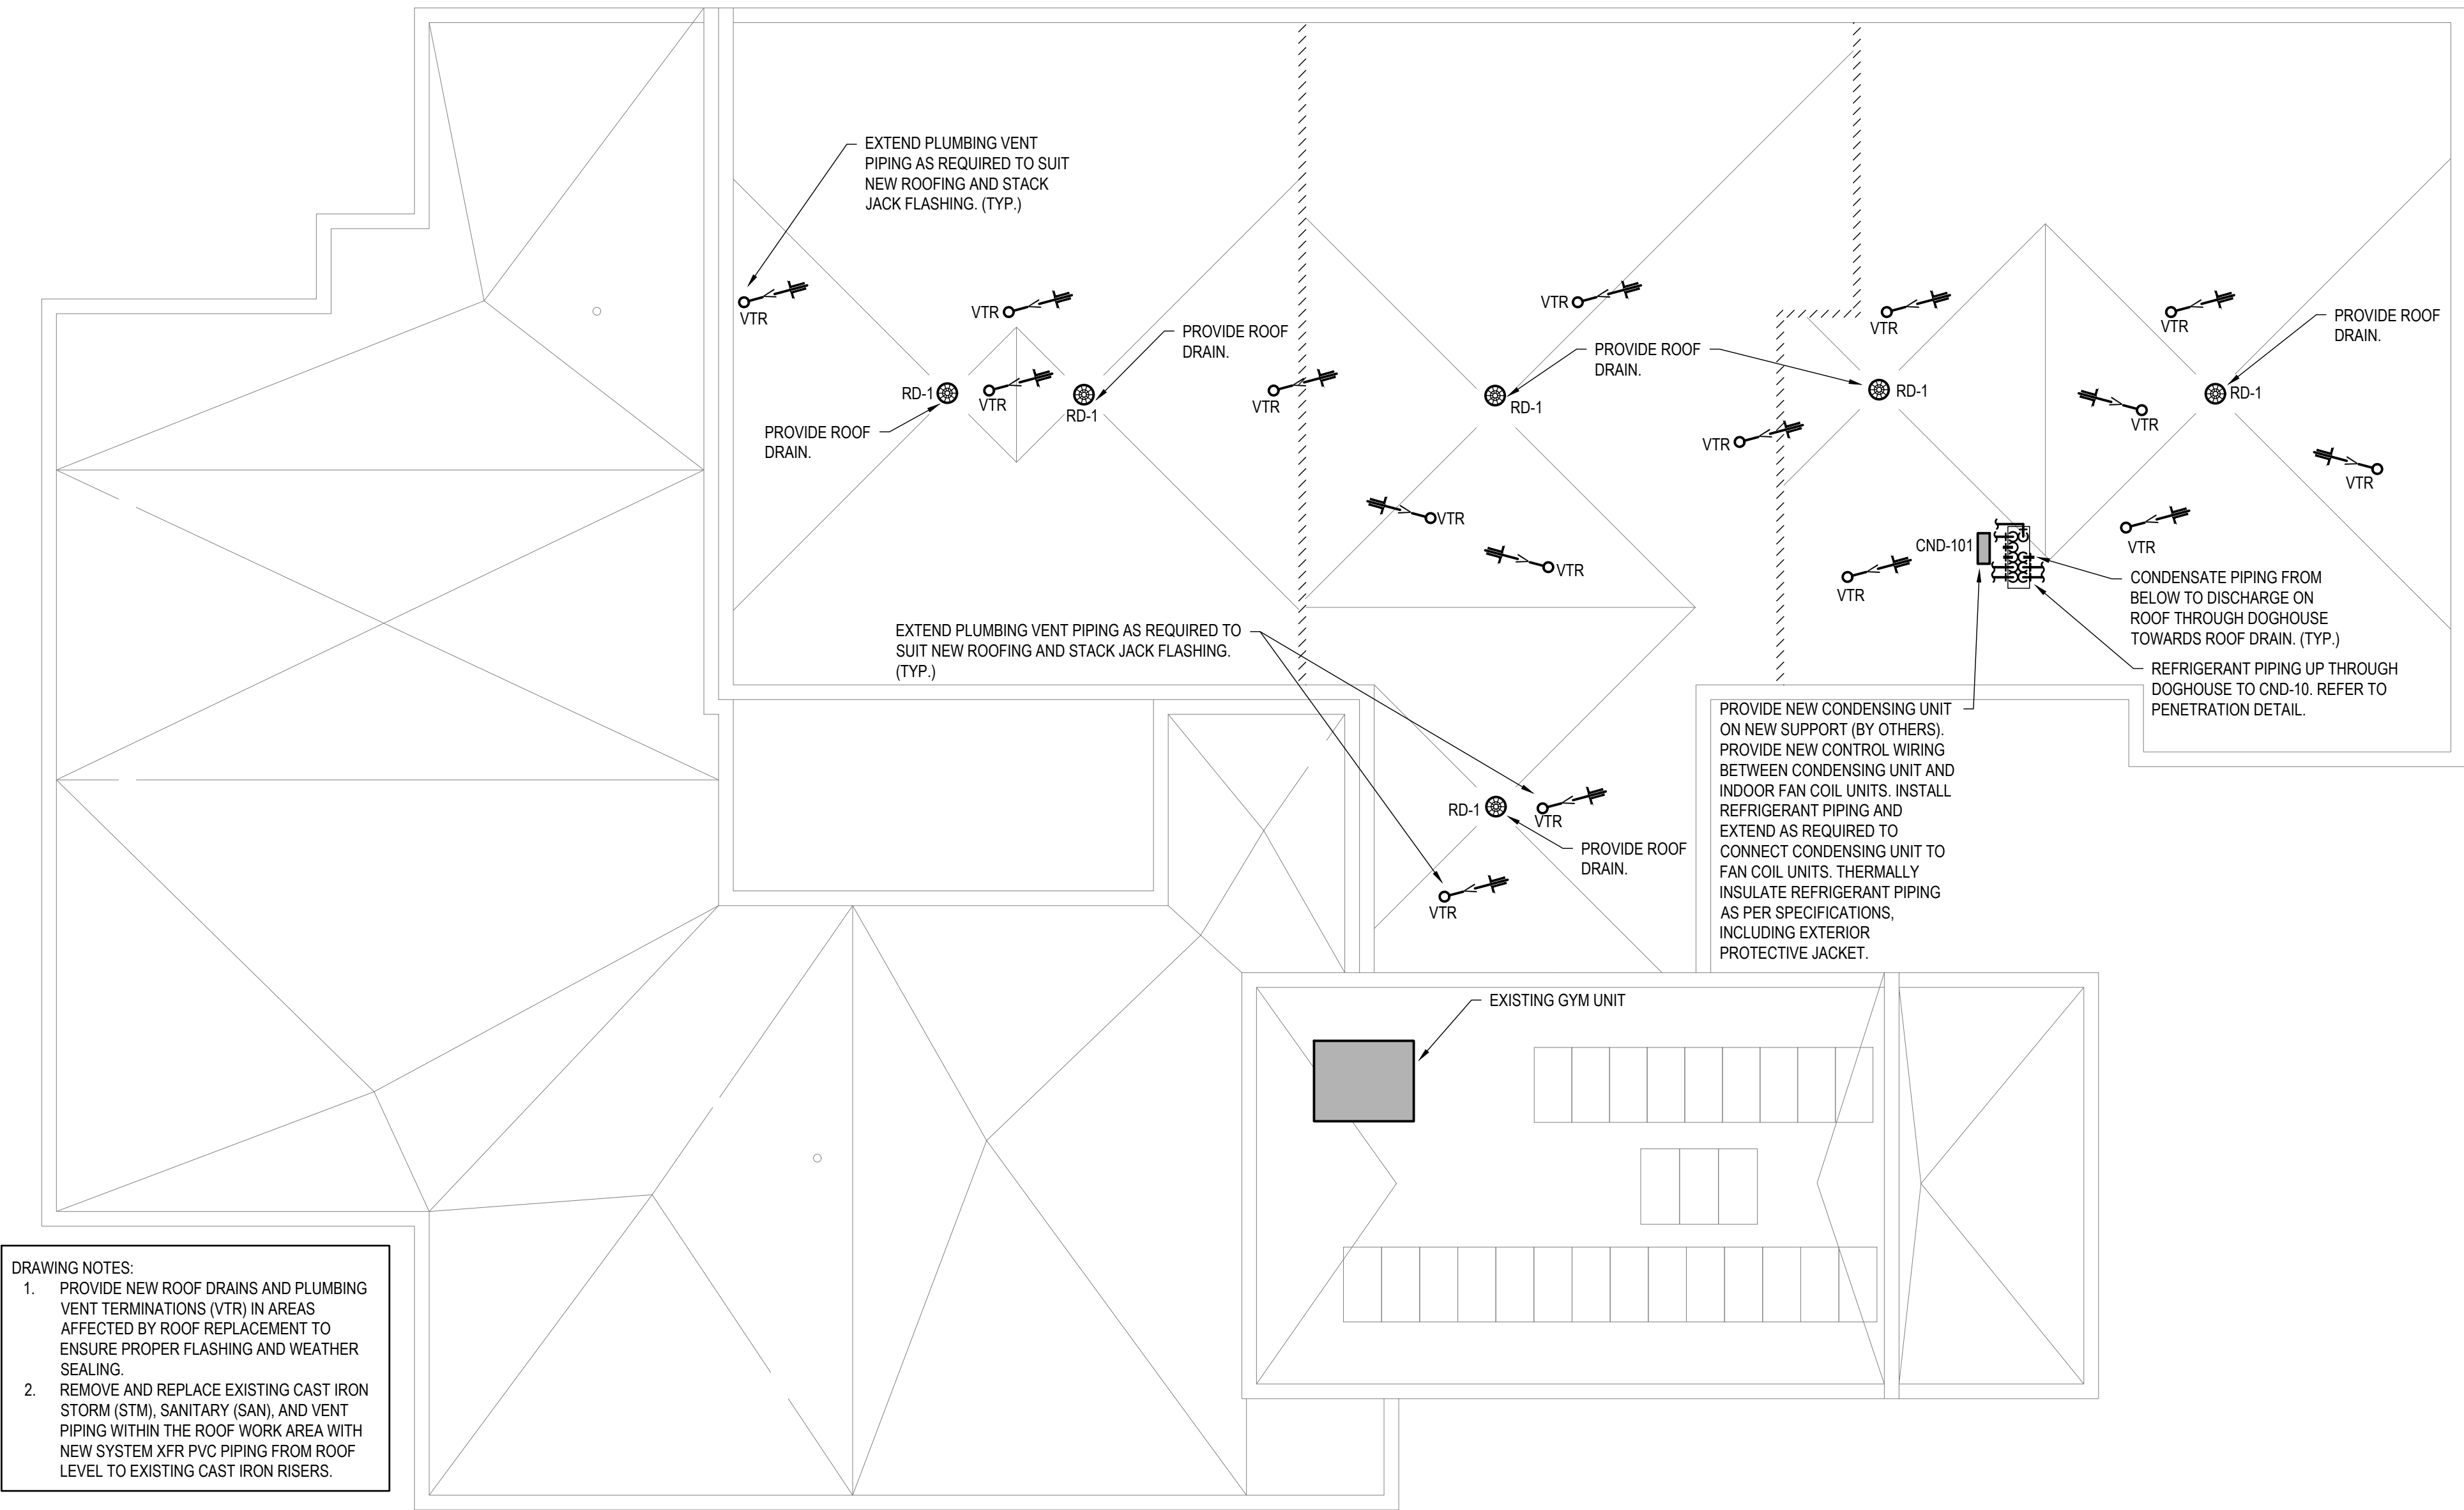 EXTEND PLUMBING VENT
PIPING AS REQUIRED TO SUIT
NEW ROOFING AND STACK
JACK FLASHING. (TYP.)
VTR
VTR
VTR
VTR
VTR
PROVIDE ROOF
DRAIN.
PROVIDE ROOF
DRAIN.
PROVIDE ROOF
DRAIN.
RD-1
VTR
RD-1
VTR
RD-1
RD-1
RD-1
VTR
PROVIDE ROOF
DRAIN.
VTR
VTR
VTR
VTR
VTR
VTR
CND-101
VTR
CONDENSATE PIPING FROM
BELOW TO DISCHARGE ON
ROOF THROUGH DOGHOUSE
TOWARDS ROOF DRAIN. (TYP.)
EXTEND PLUMBING VENT PIPING AS REQUIRED TO
SUIT NEW ROOFING AND STACK JACK FLASHING.
(TYP.)
REFRIGERANT PIPING UP THROUGH
DOGHOUSE TO CND-10. REFER TO
PENETRATION DETAIL.
PROVIDE NEW CONDENSING UNIT
ON NEW SUPPORT (BY OTHERS).
PROVIDE NEW CONTROL WIRING
BETWEEN CONDENSING UNIT AND
INDOOR FAN COIL UNITS. INSTALL
REFRIGERANT PIPING AND
EXTEND AS REQUIRED TO
CONNECT CONDENSING UNIT TO
FAN COIL UNITS. THERMALLY
INSULATE REFRIGERANT PIPING
AS PER SPECIFICATIONS,
INCLUDING EXTERIOR
PROTECTIVE JACKET.
RD-1
VTR
PROVIDE ROOF
DRAIN.
VTR
EXISTING GYM UNIT
DRAWING NOTES:
1. PROVIDE NEW ROOF DRAINS AND PLUMBING
VENT TERMINATIONS (VTR) IN AREAS
AFFECTED BY ROOF REPLACEMENT TO
ENSURE PROPER FLASHING AND WEATHER
SEALING.
2. REMOVE AND REPLACE EXISTING CAST IRON
STORM (STM), SANITARY (SAN), AND VENT
PIPING WITHIN THE ROOF WORK AREA WITH
NEW SYSTEM XFR PVC PIPING FROM ROOF
LEVEL TO EXISTING CAST IRON RISERS.